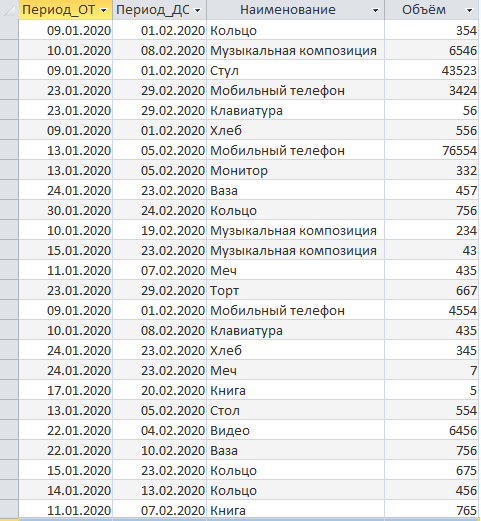 Период_ОТ Период_ДО Наименование Объём
09.01.2020 01.02.2020 Кольцо 354
10.01.2020 08.02.2020 Музыкальная композиция 6546
09.01.2020 01.02.2020 Стул 43523
23.01.2020 29.02.2020 Мобильный телефон 3424
23.01.2020 29.02.2020 Клавиатура 56
09.01.2020 01.02.2020 Хлеб 556
13.01.2020 05.02.2020 Мобильный телефон 76554
13.01.2020 05.02.2020 Монитор 332
24.01.2020 23.02.2020 Ваза 457
30.01.2020 24.02.2020 Кольцо 756
10.01.2020 19.02.2020 Музыкальная композиция 234
15.01.2020 23.02.2020 Музыкальная композиция 43
11.01.2020 07.02.2020 Меч 435
23.01.2020 29.02.2020 Торт 667
09.01.2020 01.02.2020 Мобильный телефон 4554
10.01.2020 08.02.2020 Клавиатура 435
24.01.2020 23.02.2020 Хлеб 345
24.01.2020 23.02.2020 Меч 7
17.01.2020 20.02.2020 Книга 5
13.01.2020 05.02.2020 Стол 554
22.01.2020 04.02.2020 Видео 6456
22.01.2020 10.02.2020 Ваза 756
15.01.2020 23.02.2020 Кольцо 675
14.01.2020 13.02.2020 Кольцо 456
11.01.2020 07.02.2020 Книга 765